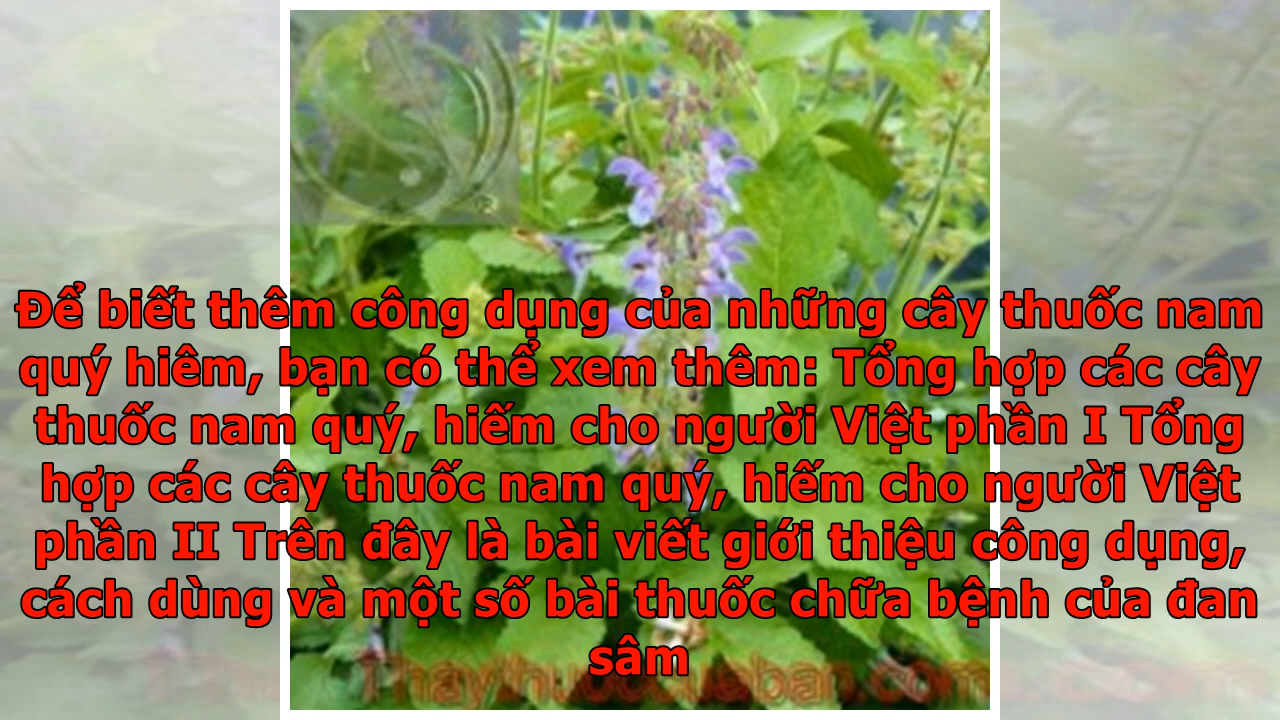 Để biết thêm công dụng của những cây thuốc nam
quý hiêm, bạn có thể xem thêm: Tổng hợp các cây
thuốc nam quý, hiếm cho người Việt phần I Tổng
hợp các cây thuốc nam quý, hiếm cho người Việt
phần II Trên đây là bài viết giới thiệu công dụng,
cách dùng và một số bài thuốc chữa bệnh của đan
sâm
Thaythuoccuaban.com